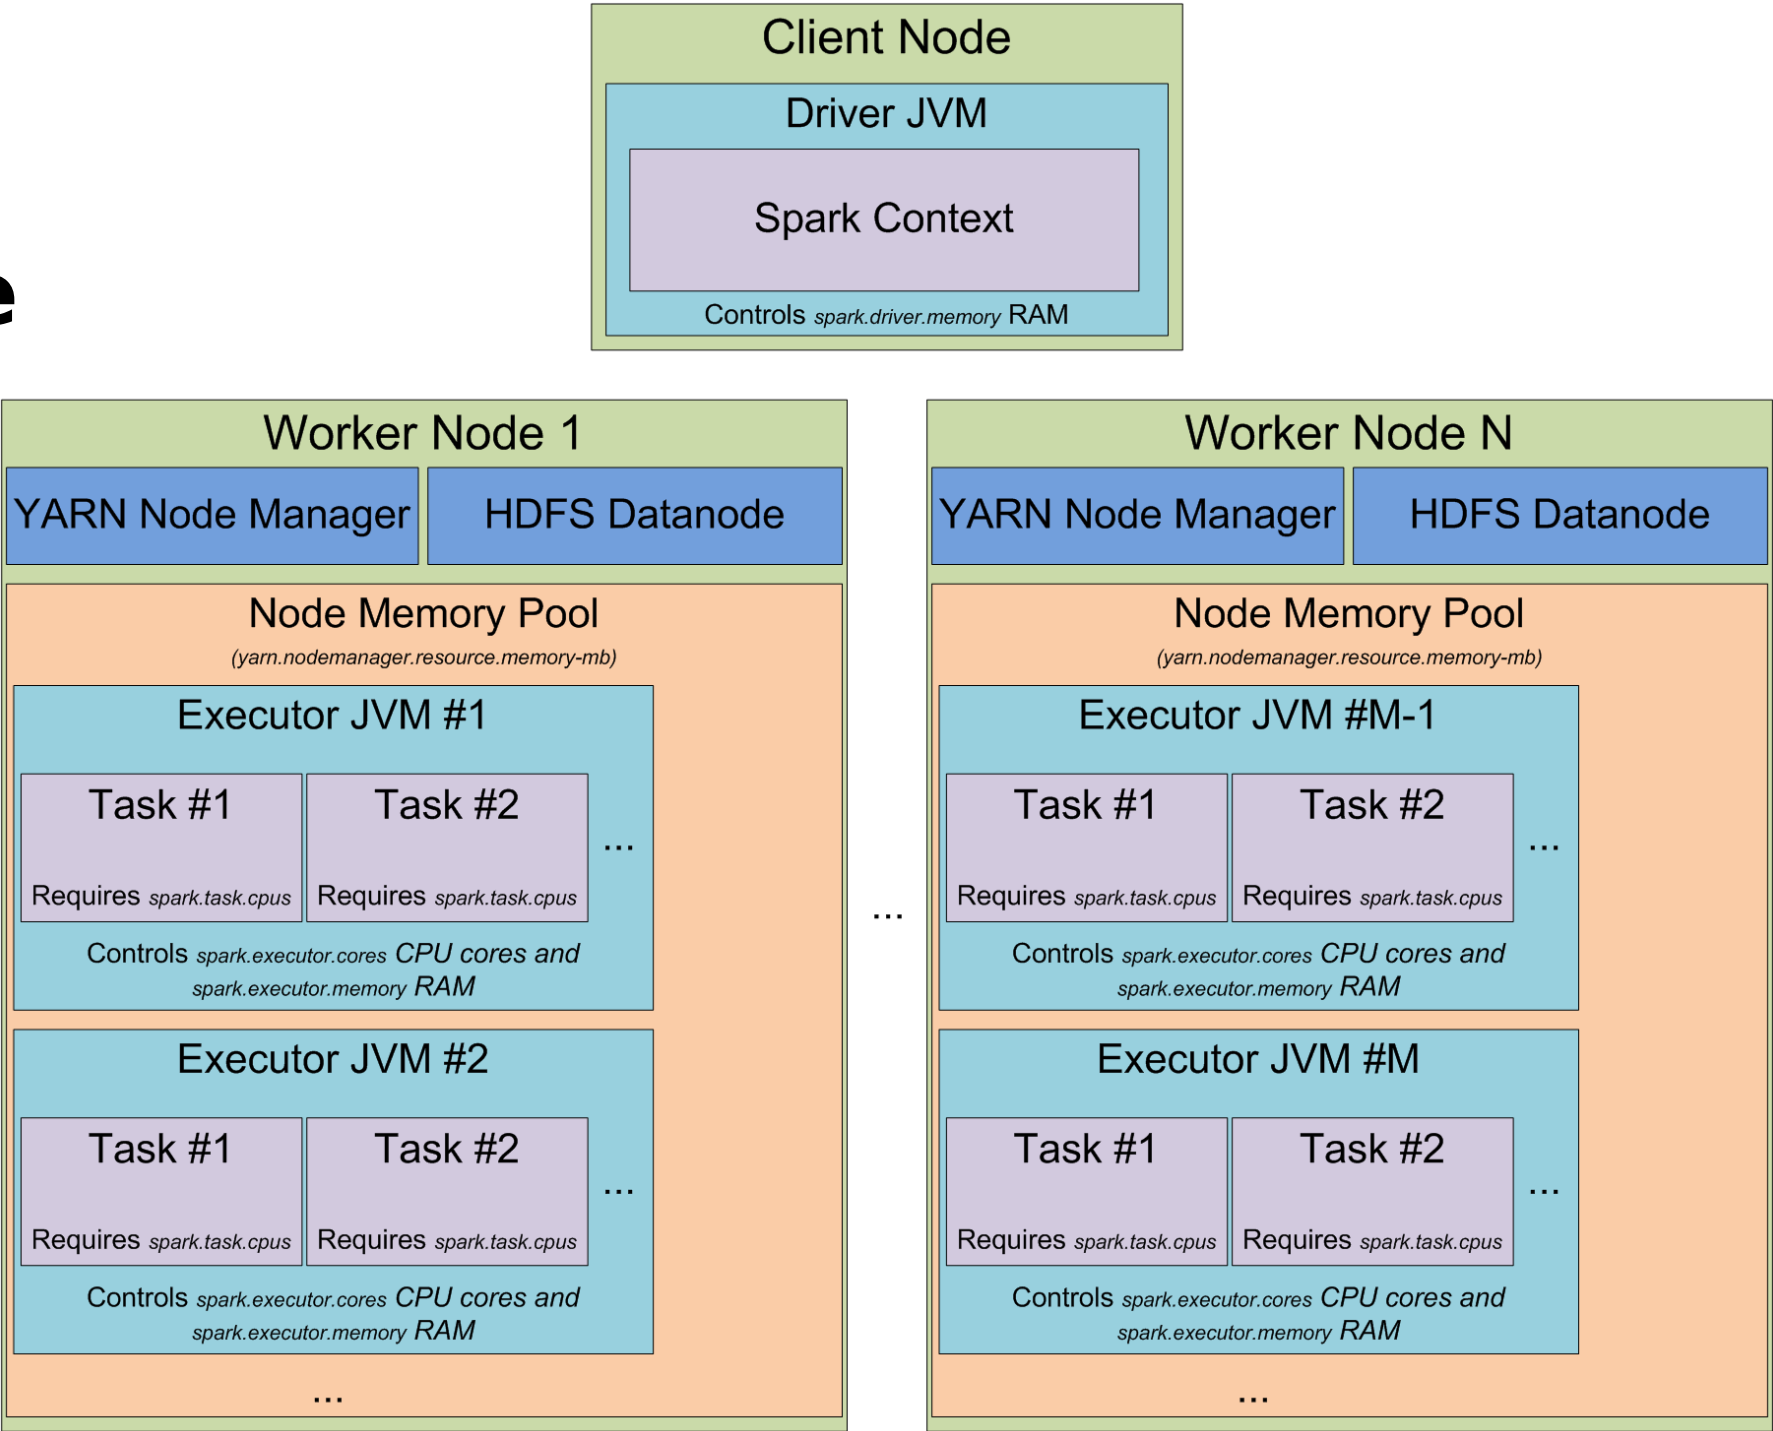 Client Node
Driver JVM
Spark Context
Controls spark.driver.memory RAM
e
Worker Node 1
YARN Node Manager
HDFS Datanode
Node Memory Pool
(yarn.nodemanager.resource.memory-mb)
Executor JVM #1
Task #1
Requires spark.task.cpus
Task #2
Requires spark.task.cpus
...
Controls spark.executor.cores CPU cores and
spark.executor.memory RAM
Executor JVM #2
Task #1
Requires spark.task.cpus
Task #2
Requires spark.task.cpus
...
Controls spark.executor.cores CPU cores and
spark.executor.memory RAM
...
...
Worker Node N
YARN Node Manager
HDFS Datanode
Node Memory Pool
(yarn.nodemanager.resource.memory-mb)
Executor JVM #M-1
Task #1
Requires spark.task.cpus
Task #2
Requires spark.task.cpus
...
Controls spark.executor.cores CPU cores and
spark.executor.memory RAM
Executor JVM #M
Task #1
Requires spark.task.cpus
Task #2
Requires spark.task.cpus
...
Controls spark.executor.cores CPU cores and
spark.executor.memory RAM
...